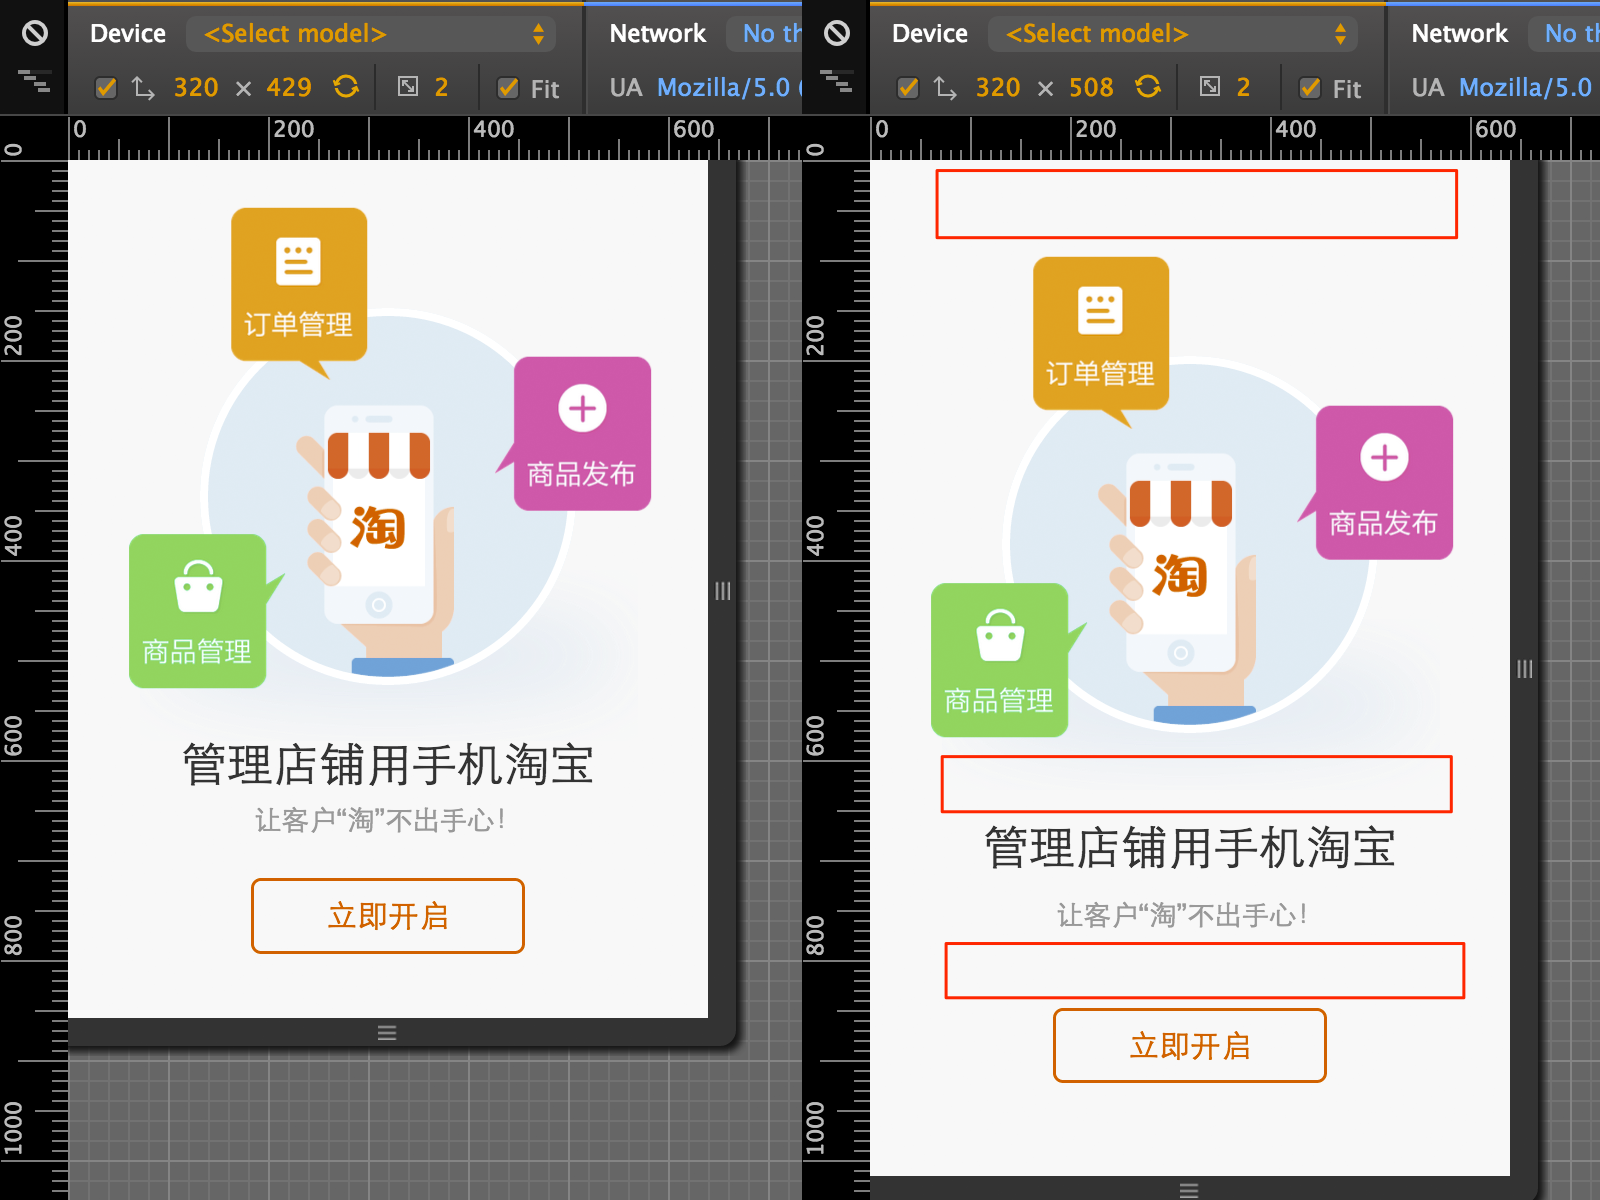 Device <Select model> Network No th
320 × 429 2 Fit UA Mozilla/5.0 (
0 200 400 600
0
200
400
600
800
1000
订单管理
商品发布
淘
商品管理
管理店铺用手机淘宝
让客户“淘”不出手心！
立即开启
Device <Select model> Network No th
320 × 508 2 Fit UA Mozilla/5.0
0 200 400 600
0
200
400
600
800
1000
订单管理
商品发布
淘
商品管理
管理店铺用手机淘宝
让客户“淘”不出手心！
立即开启